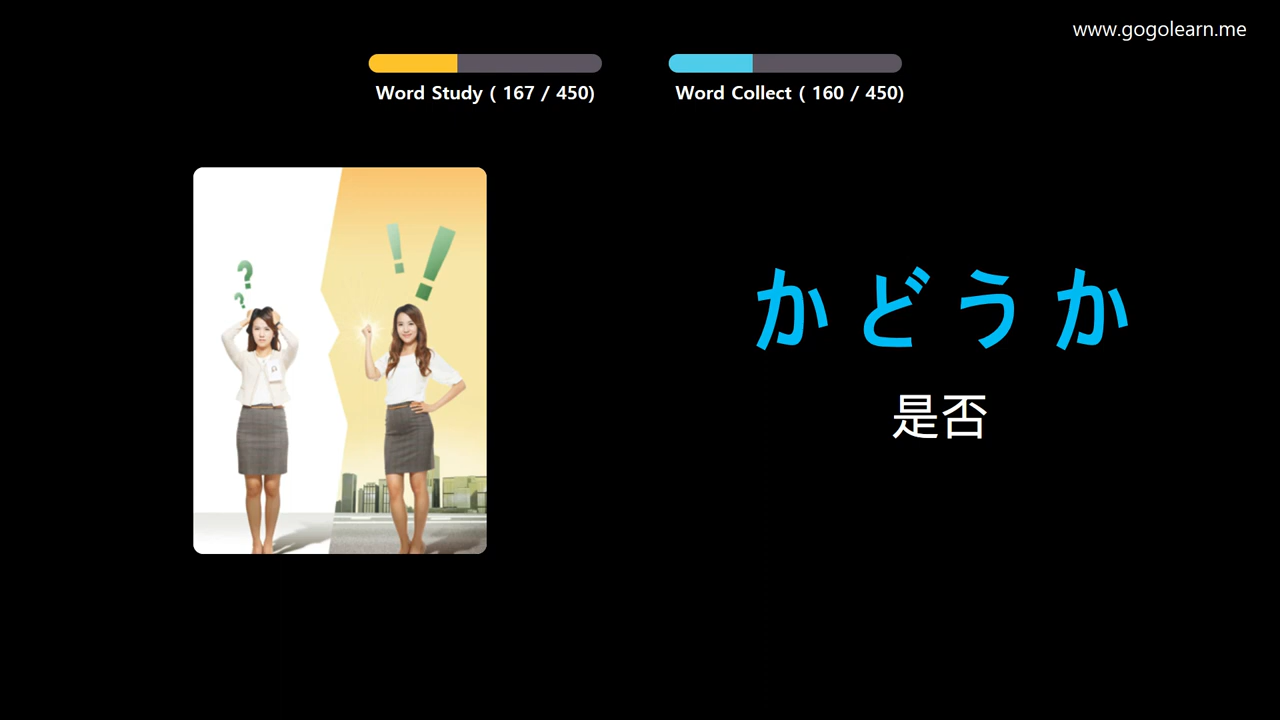 www.gogolearn.me
Word Study ( 167 / 450)
Word Collect ( 160 / 450)
? ?
! !
かどうか
是否